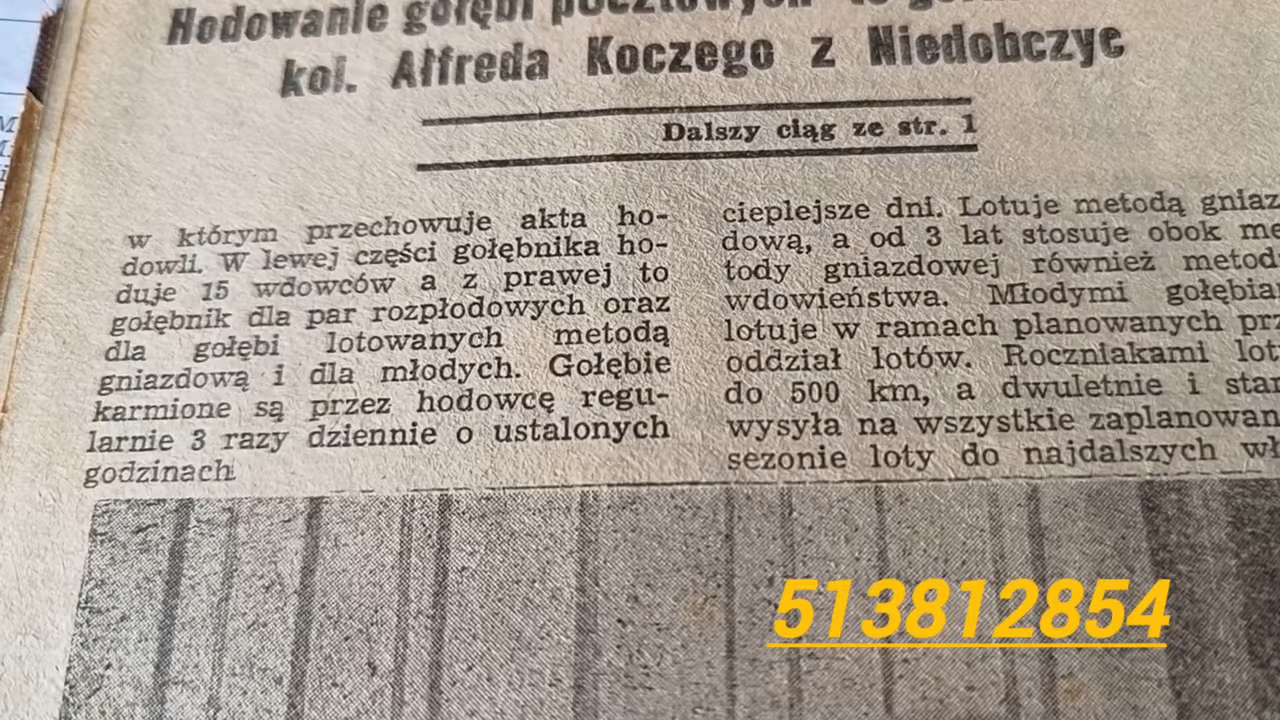 Hodowanie gołębi pocztowych to
kol. Alfreda Koczego z Niedobczyc
Dalszy ciąg ze str. 1
w którym przechowuje akta ho-
dowli. W lewej części gołębnika ho-
duje 15 wdowców a z prawej to
gołębnik dla par rozpłodowych oraz
dla gołębi lotowanych metodą
gniazdową i dla młodych. Gołębie
karmione są przez hodowcę regu-
larnie 3 razy dziennie o ustalonych
godzinach
cieplejsze dni. Lotuje metodą gniaz
dową, a od 3 lat stosuje obok me
tody gniazdowej również metod
wdowieństwa. Młodymi gołębia
lotuje w ramach planowanych prz
oddział lotów. Roczniakami lot
do 500 km, a dwuletnie i star
wysyła na wszystkie zaplanowan
sezonie loty do najdalszych wł
513812854